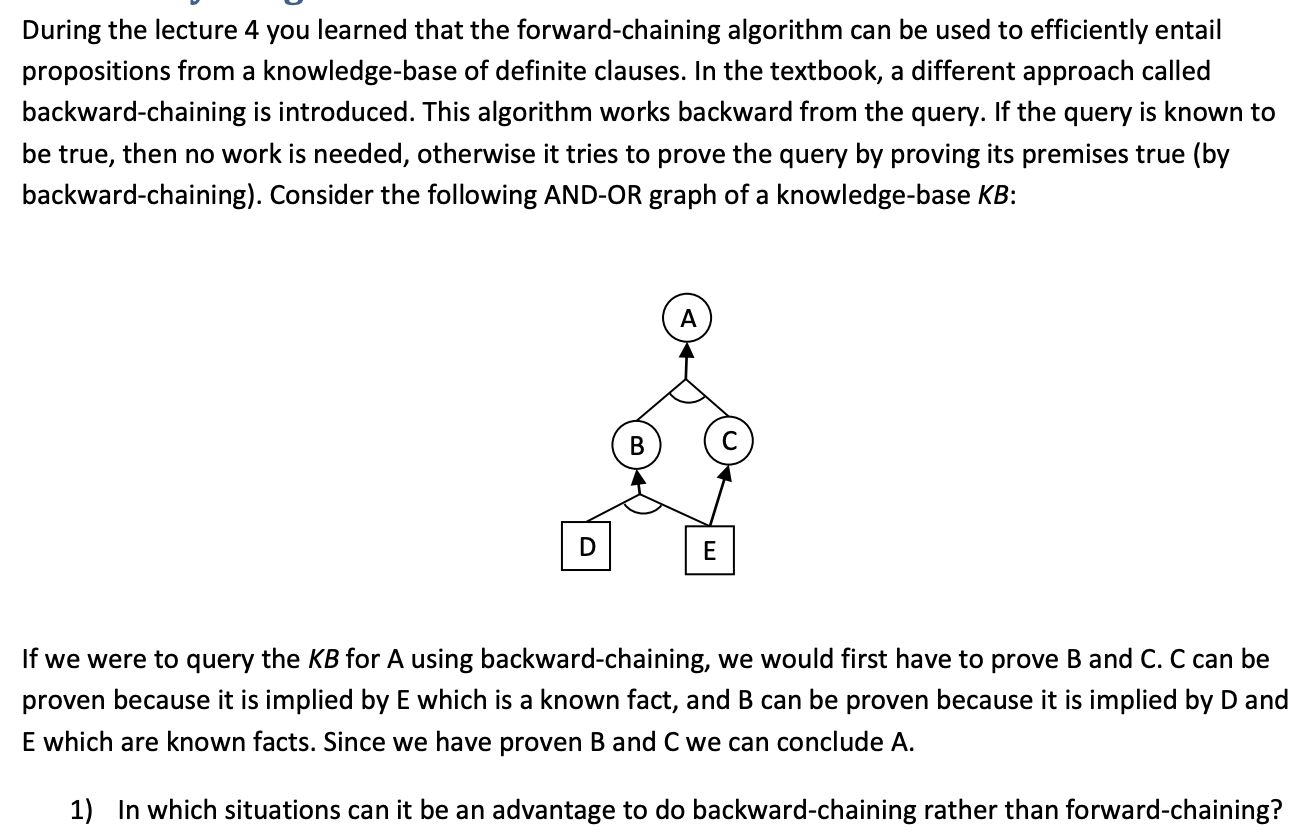 During the lecture 4 you learned that the forward-chaining algorithm can be used to efficiently entail
propositions from a knowledge-base of definite clauses. In the textbook, a different approach called
backward-chaining is introduced. This algorithm works backward from the query. If the query is known to
be true, then no work is needed, otherwise it tries to prove the query by proving its premises true (by
backward-chaining). Consider the following AND-OR graph of a knowledge-base KB:
A
B
C
D
E
If we were to query the KB for A using backward-chaining, we would first have to prove B and C. C can be
proven because it is implied by E which is a known fact, and B can be proven because it is implied by D and
E which are known facts. Since we have proven B and C we can conclude A.
1) In which situations can it be an advantage to do backward-chaining rather than forward-chaining?